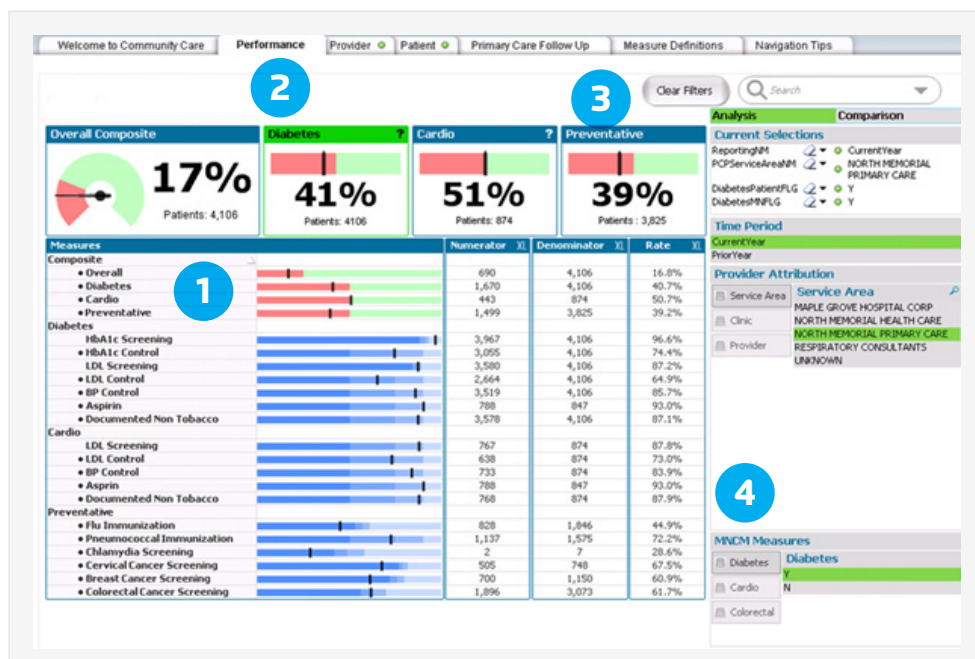 Welcome to Community Care Performance Provider Patient Primary Care Follow Up Measure Definitions Navigation Tips
2
3
Clear Filters
Search
Analysis Comparison
Overall Composite
17%
Patients: 4,106
Diabetes ?
41%
Patients: 4106
Cardio ?
51%
Patients: 874
Preventative
39%
Patients : 3,825
Current Selections
ReportingNM CurrentYear
PCPServiceAreaNM NORTH MEMORIAL
PRIMARY CARE
DiabetesPatientFLG Y
DiabetesMNFLG Y
Time Period
CurrentYear
PriorYear
Provider Attribution
Service Area
Clinic
Provider
Service Area
MAPLE GROVE HOSPITAL CORP
NORTH MEMORIAL HEALTH CARE
NORTH MEMORIAL PRIMARY CARE
RESPIRATORY CONSULTANTS
UNKNOWN
1
Measures Numerator Denominator Rate
Composite
• Overall 690 4,106 16.8%
• Diabetes 1,670 4,106 40.7%
• Cardio 443 874 50.7%
• Preventative 1,499 3,825 39.2%
Diabetes
HbA1c Screening 3,967 4,106 96.6%
• HbA1c Control 3,055 4,106 74.4%
LDL Screening 3,580 4,106 87.2%
• LDL Control 2,664 4,106 64.9%
• BP Control 3,519 4,106 85.7%
• Aspirin 788 847 93.0%
• Documented Non Tobacco 3,578 4,106 87.1%
Cardio
LDL Screening 767 874 87.8%
• LDL Control 638 874 73.0%
• BP Control 733 874 83.9%
• Asprin 788 847 93.0%
• Documented Non Tobacco 768 874 87.9%
Preventative
• Flu Immunization 828 1,846 44.9%
• Pneumococcal Immunization 1,137 1,575 72.2%
• Chlamydia Screening 2 7 28.6%
• Cervical Cancer Screening 505 748 67.5%
• Breast Cancer Screening 700 1,150 60.9%
• Colorectal Cancer Screening 1,896 3,073 61.7%
4
MNCM Measures
Diabetes
Cardio
Colorectal
Diabetes
Y
N